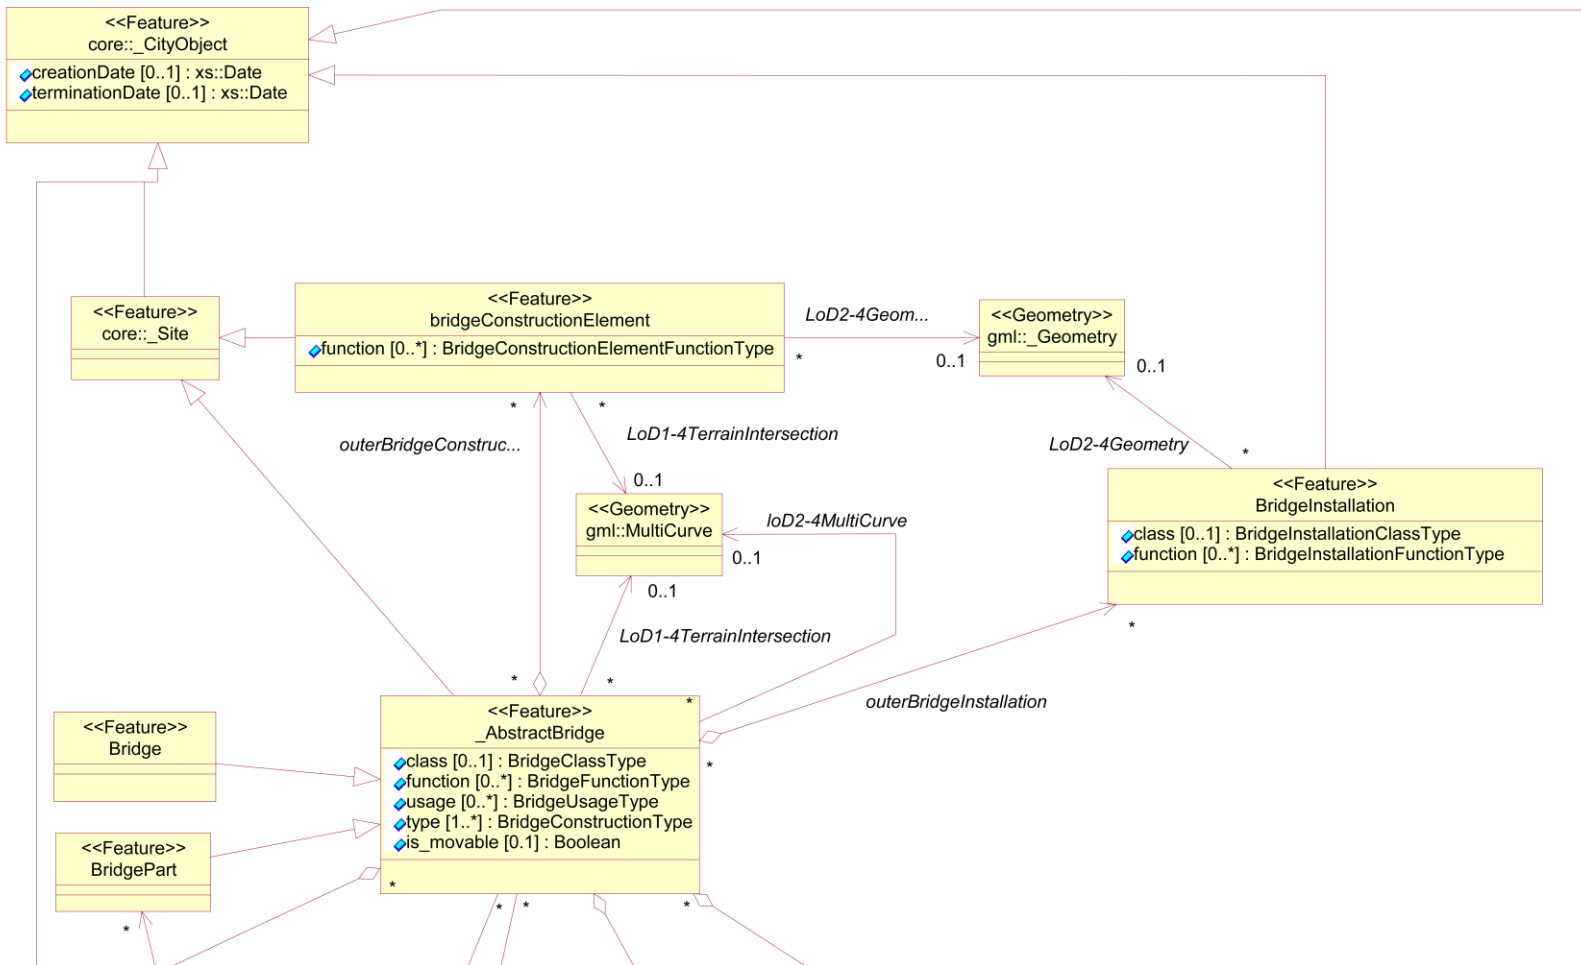 <<Feature>>
core::_CityObject
creationDate [0..1] : xs::Date
terminationDate [0..1] : xs::Date
<<Feature>>
core::_Site
<<Feature>>
bridgeConstructionElement
function [0..*] : BridgeConstructionElementFunctionType
LoD2-4Geom...
*
0..1
<<Geometry>>
gml::_Geometry
0..1
*
*
outerBridgeConstruc...
LoD1-4TerrainIntersection
0..1
LoD2-4Geometry
*
<<Geometry>>
gml::MultiCurve
loD2-4MultiCurve
0..1
0..1
<<Feature>>
BridgeInstallation
class [0..1] : BridgeInstallationClassType
function [0..*] : BridgeInstallationFunctionType
*
LoD1-4TerrainIntersection
outerBridgeInstallation
*
*
*
*
<<Feature>>
_AbstractBridge
class [0..1] : BridgeClassType
function [0..*] : BridgeFunctionType
usage [0..*] : BridgeUsageType
type [1..*] : BridgeConstructionType
is_movable [0.1] : Boolean
<<Feature>>
Bridge
<<Feature>>
BridgePart
*
*
*
*
*